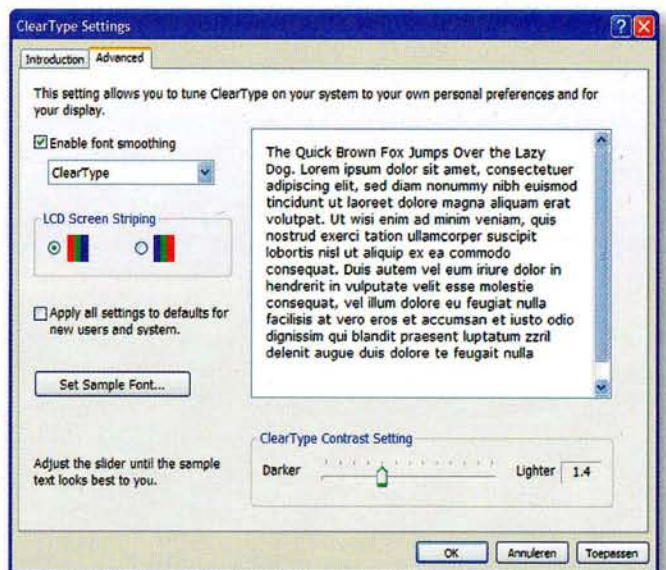 ClearType Settings
Introduction
Advanced
This setting allows you to tune ClearType on your system to your own personal preferences and for
your display.
Enable font smoothing
ClearType
LCD Screen Striping
Apply all settings to defaults for
new users and system.
Set Sample Font...
Adjust the slider until the sample
text looks best to you.
The Quick Brown Fox Jumps Over the Lazy
Dog. Lorem ipsum dolor sit amet, consectetuer
adipiscing elit, sed diam nonummy nibh euismod
tincidunt ut laoreet dolore magna aliquam erat
volutpat. Ut wisi enim ad minim veniam, quis
nostrud exerci tation ullamcorper suscipit
lobortis nisl ut aliquip ex ea commodo
consequat. Duis autem vel eum iriure dolor in
hendrerit in vulputate velit esse molestie
consequat, vel illum dolore eu feugiat nulla
facilisis at vero eros et accumsan et iusto odio
dignissim qui blandit praesent luptatum zzril
delenit augue duis dolore te feugait nulla
ClearType Contrast Setting
Darker
Lighter 1.4
OK
Annuleren
Toepassen